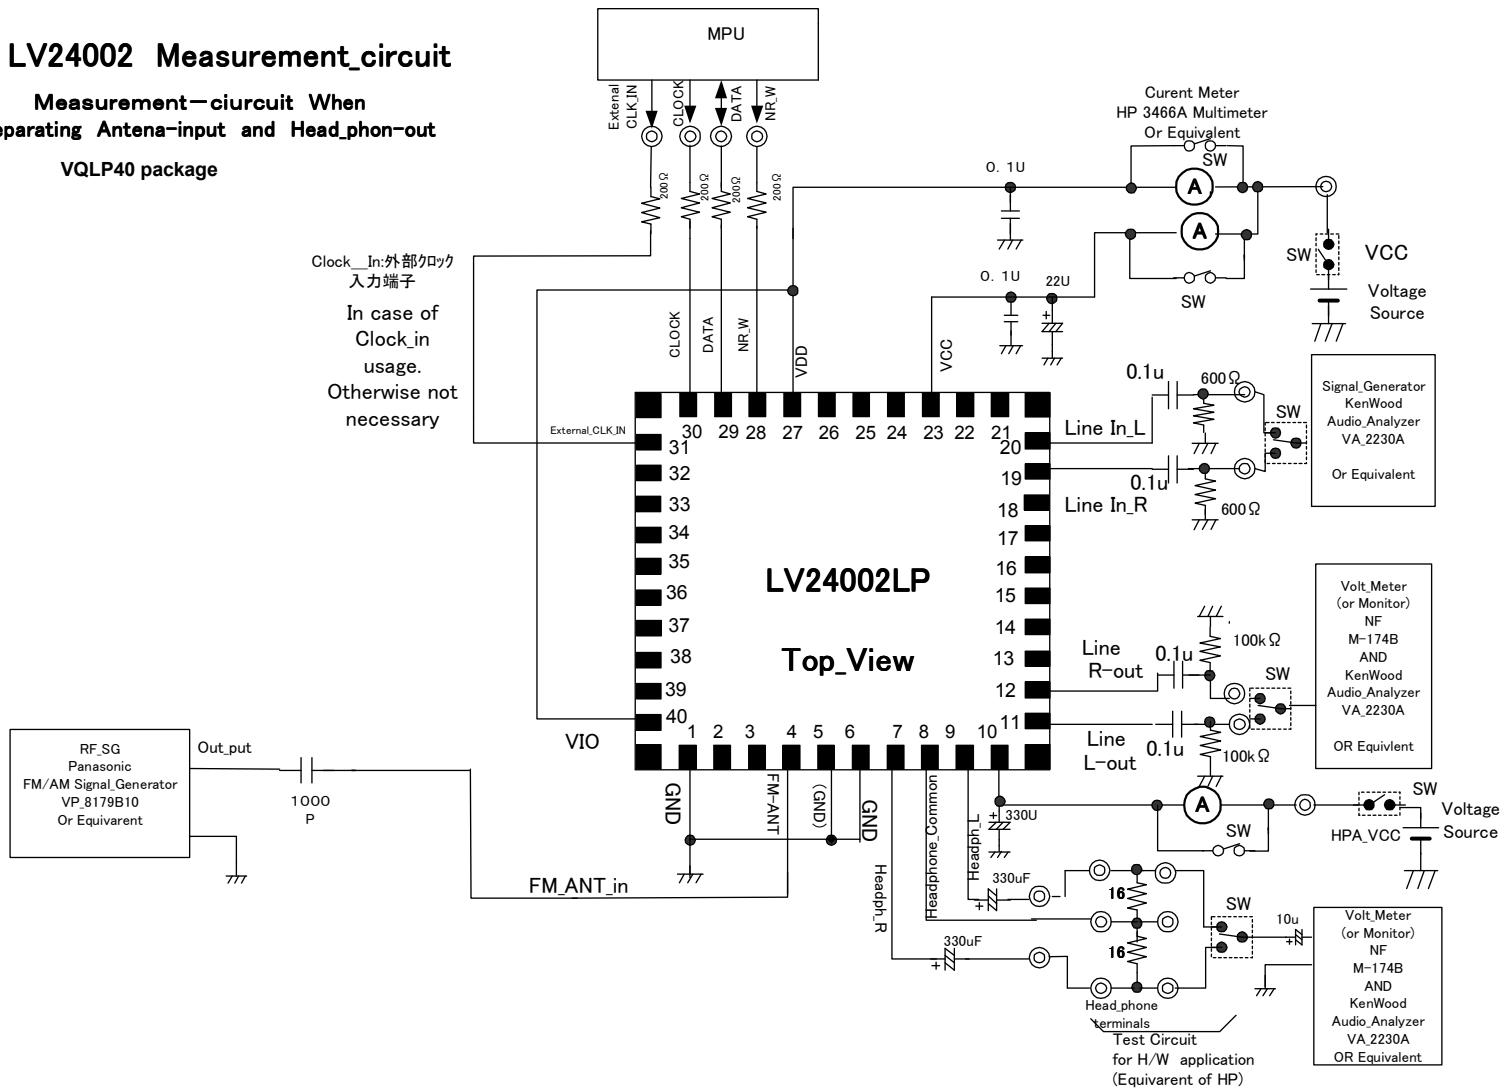 LV24002 Measurement_circuit
Measurement−ciurcuit When
eparating Antena-input and Head_phon-out
VQLP40 package
MPU
Extenal
CLK_IN
CLOCK
DATA
NR_W
200Ω
200Ω
200Ω
200Ω
Clock__In:外部クロック
入力端子
In case of
Clock_in
usage.
Otherwise not
necessary
CLOCK
DATA
NR_W
VDD
VCC
Curent Meter
HP 3466A Multimeter
Or Equivalent
SW
A
A
SW
0. 1U
0. 1U
22U
+
SW
VCC
Voltage
Source
External_CLK_IN
30
29
28
27
26
25
24
23
22
21
31
32
33
34
35
36
37
38
39
40
20
19
18
17
16
15
14
13
12
11
1
2
3
4
5
6
7
8
9
10
LV24002LP
Top_View
Line In_L
0.1u
600Ω
Line In_R
0.1u
600Ω
SW
Signal_Generator
KenWood
Audio_Analyzer
VA_2230A
Or Equivalent
Line
R-out
0.1u
100kΩ
Line
L-out
0.1u
100kΩ
SW
Volt_Meter
(or Monitor)
NF
M-174B
AND
KenWood
Audio_Analyzer
VA_2230A
OR Equivlent
VIO
RF_SG
Panasonic
FM/AM Signal_Generator
VP_8179B10
Or Equivarent
Out_put
1000
P
FM_ANT_in
GND
FM-ANT
(GND)
GND
Headph_R
Headphone_Common
Headph_L
+
330U
A
SW
SW
HPA_VCC
Voltage
Source
330uF
+
330uF
+
16
16
SW
10u
+
Head_phone
terminals
Test Circuit
for H/W application
(Equivarent of HP)
Volt_Meter
(or Monitor)
NF
M-174B
AND
KenWood
Audio_Analyzer
VA_2230A
OR Equivalent